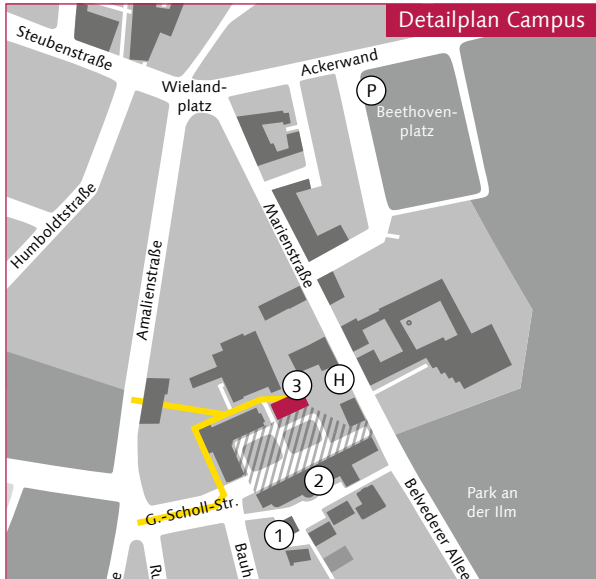 Detailplan Campus
Steubenstraße
Ackerwand
Wieland-
platz
P
Beethoven-
platz
Humboldtstraße
Marienstraße
Amalienstraße
3
H
2
G.-Scholl-Str.
Belvederer Allee
Park an
der Ilm
1
Bauh
Ru
e